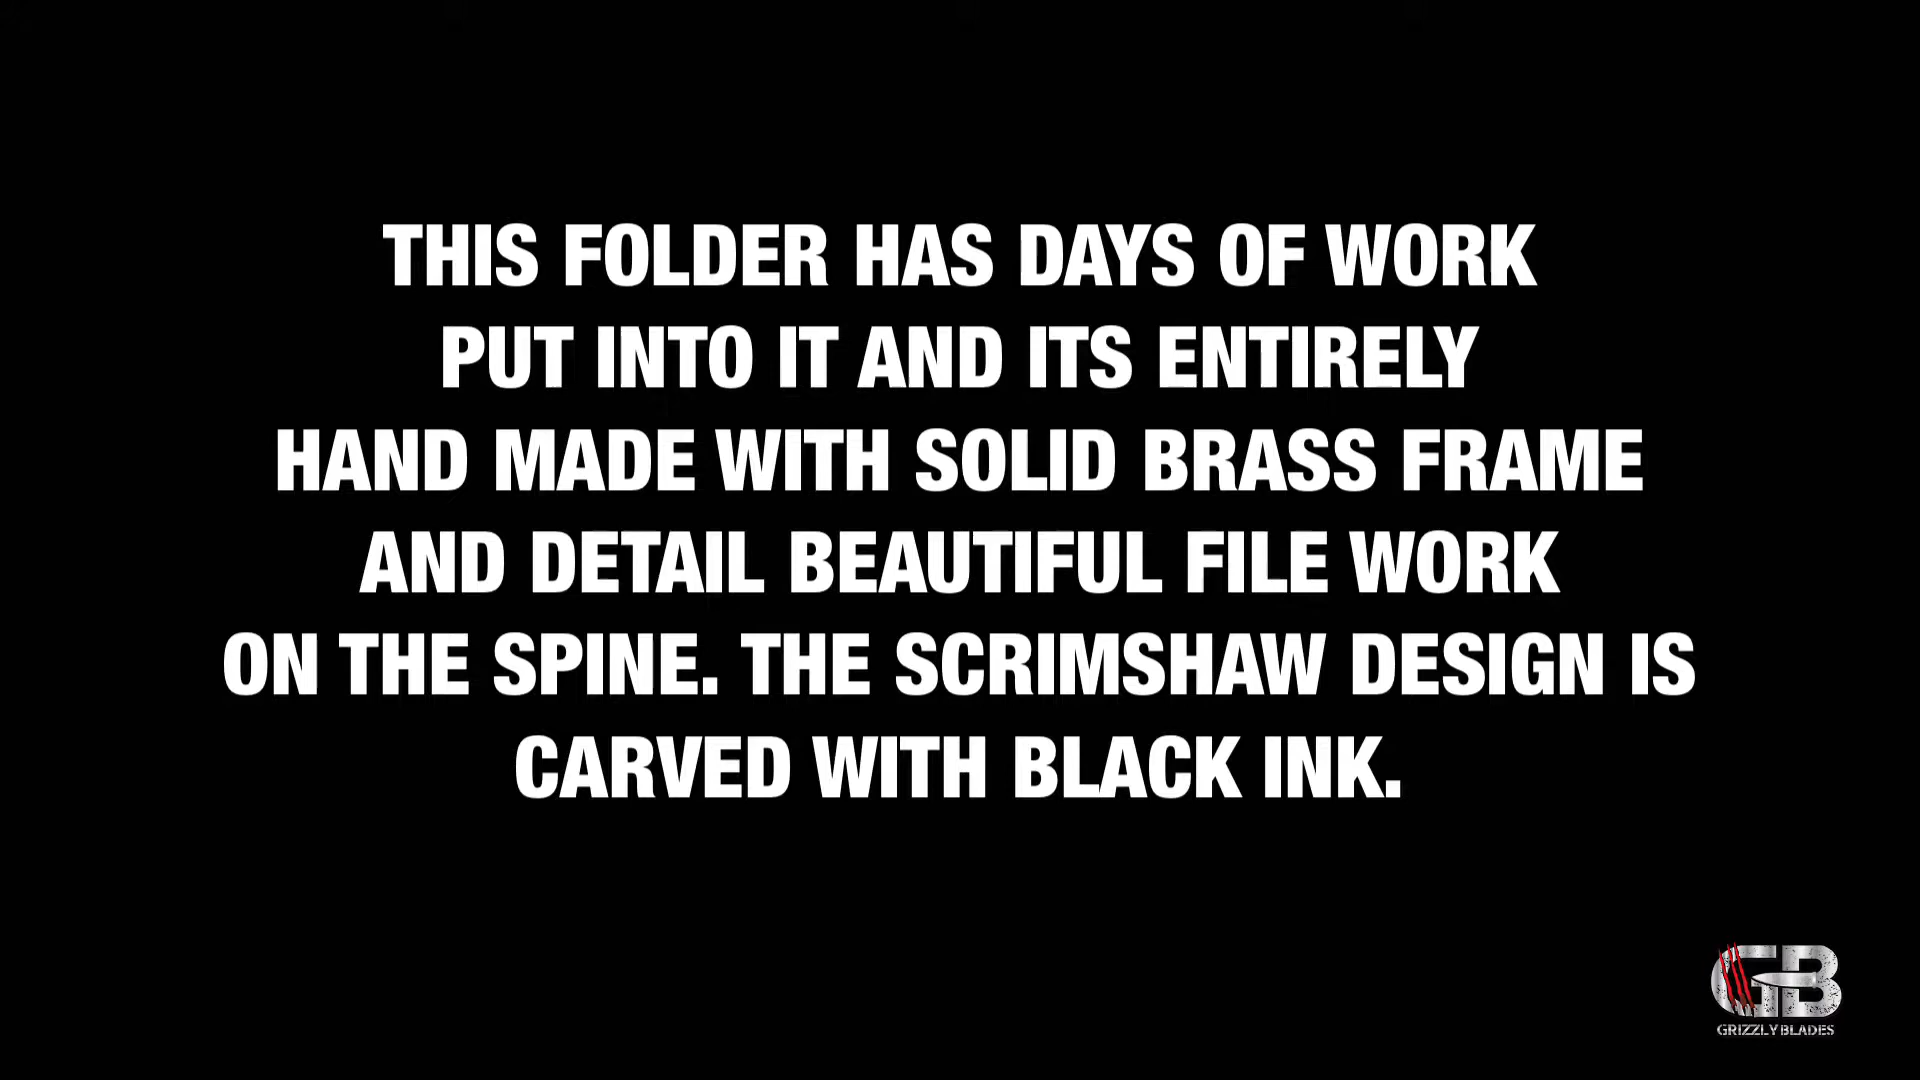 THIS FOLDER HAS DAYS OF WORK
PUT INTO IT AND ITS ENTIRELY
HAND MADE WITH SOLID BRASS FRAME
AND DETAIL BEAUTIFUL FILE WORK
ON THE SPINE. THE SCRIMSHAW DESIGN IS
CARVED WITH BLACK INK.
GB
GRIZZLY BLADES